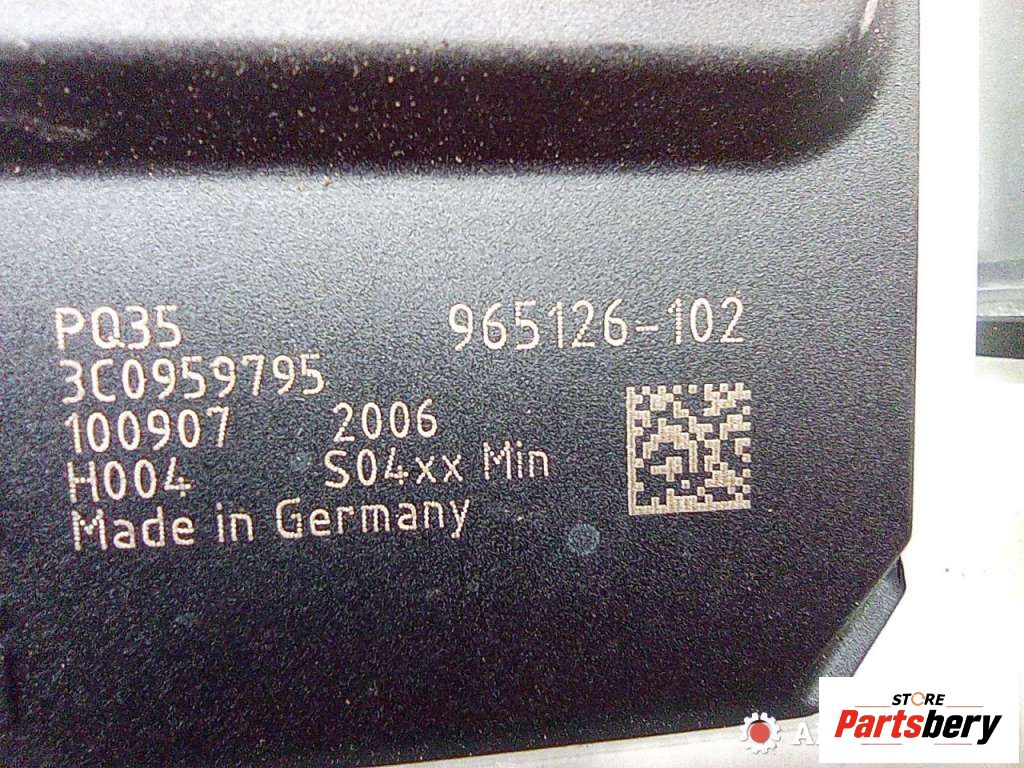 PQ35 965126-102
3C0959795
100907 2006
H004 S04xx Min
Made in Germany
STORE
Partsbery